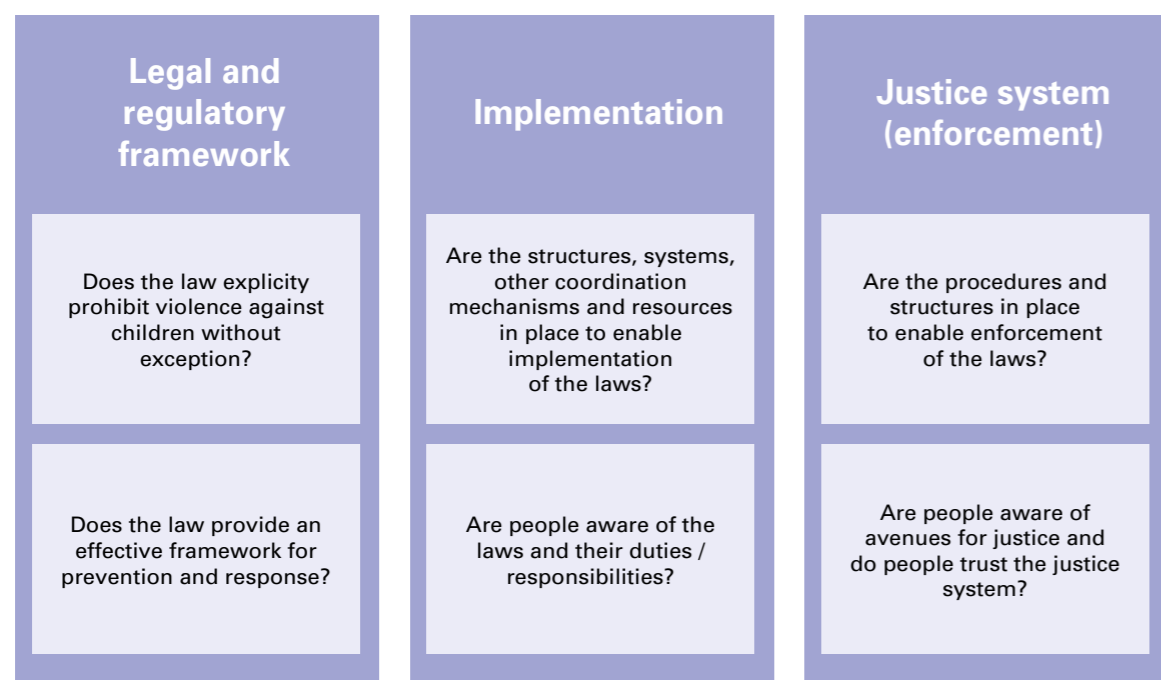 Legal and
regulatory
framework
Does the law explicity
prohibit violence against
children without
exception?
Does the law provide an
effective framework for
prevention and response?
Implementation
Are the structures, systems,
other coordination
mechanisms and resources
in place to enable
implementation
of the laws?
Are people aware of the
laws and their duties /
responsibilities?
Justice system
(enforcement)
Are the procedures and
structures in place
to enable enforcement
of the laws?
Are people aware of
avenues for justice and
do people trust the justice
system?